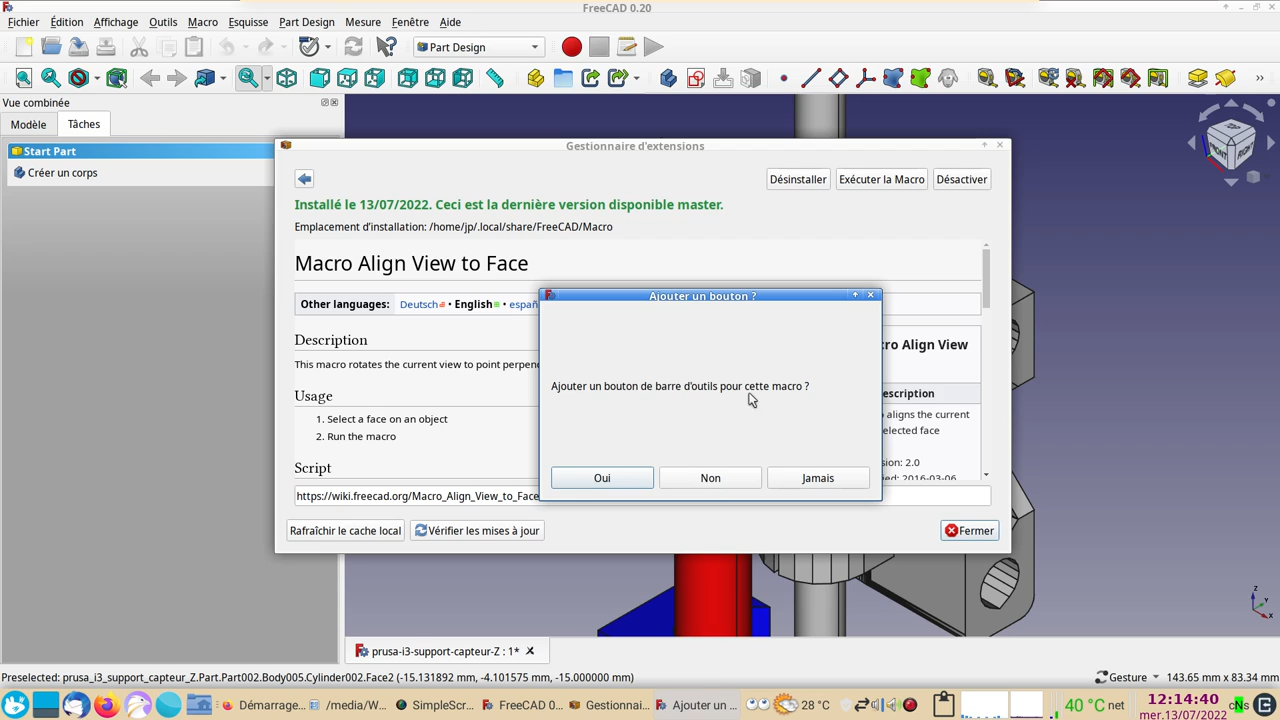 FreeCAD 0.20
Fichier Édition Affichage Outils Macro Esquisse Part Design Mesure Fenêtre Aide
Part Design
Vue combinée
Modèle Tâches
Start Part
Créer un corps
FRONT RIGHT
Gestionnaire d'extensions
Désinstaller Exécuter la Macro Désactiver
Installé le 13/07/2022. Ceci est la dernière version disponible master.
Emplacement d'installation: /home/jp/.local/share/FreeCAD/Macro
Macro Align View to Face
Other languages: Deutsch • English • españ
Description
This macro rotates the current view to point perpen
Usage
1. Select a face on an object
2. Run the macro
Script
https://wiki.freecad.org/Macro_Align_View_to_Face
cro Align View
escription
aligns the current
elected face
sion: 2.0
ned: 2016-03-06
Ajouter un bouton ?
Ajouter un bouton de barre d'outils pour cette macro ?
Oui Non Jamais
Rafraîchir le cache local Vérifier les mises à jour Fermer
Z
Y
X
prusa-i3-support-capteur-Z : 1*
Preselected: prusa_i3_support_capteur_Z.Part.Part002.Body005.Cylinder002.Face2 (-15.131892 mm, -4.101575 mm, -15.000000 mm) Gesture 143.65 mm x 83.34 mm
Démarrage... /media/W... SimpleScr... FreeCAD 0... Gestionnai... Ajouter un ... 28 °C 40 °C net 12:14:40 cNs
mer.13/07/2022